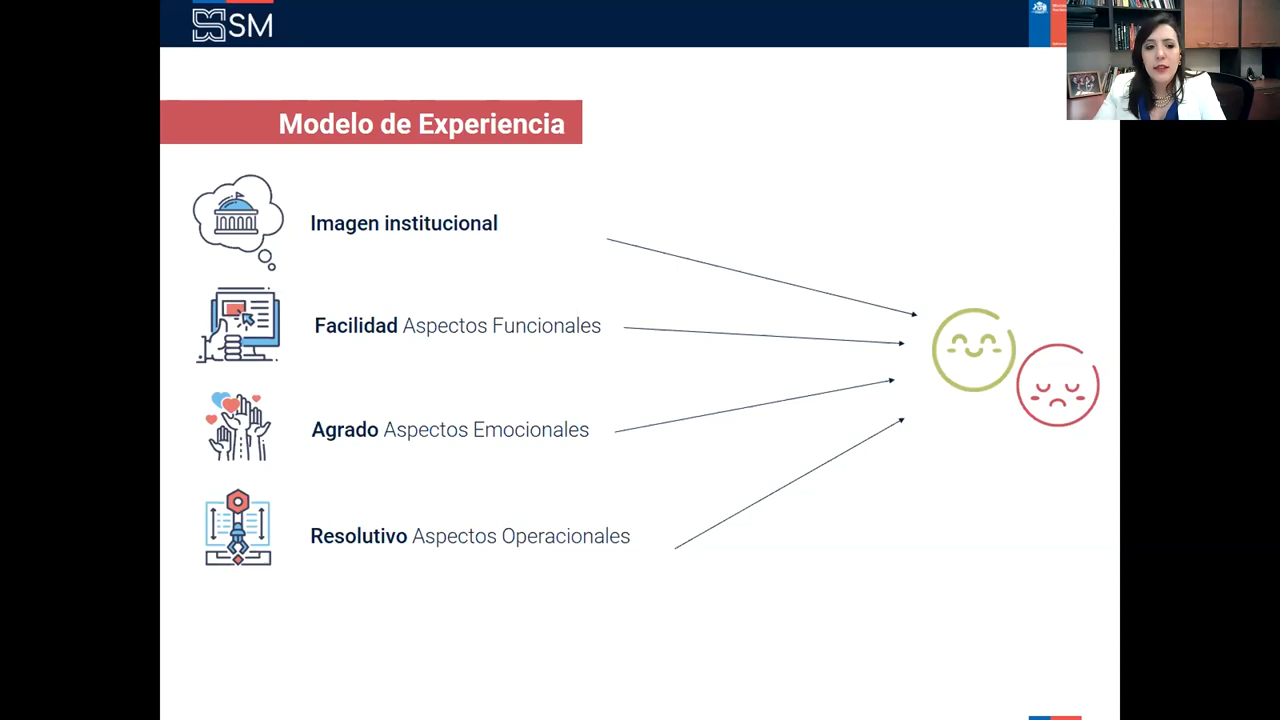 SM
Modelo de Experiencia
Imagen institucional
Facilidad Aspectos Funcionales
Agrado Aspectos Emocionales
Resolutivo Aspectos Operacionales